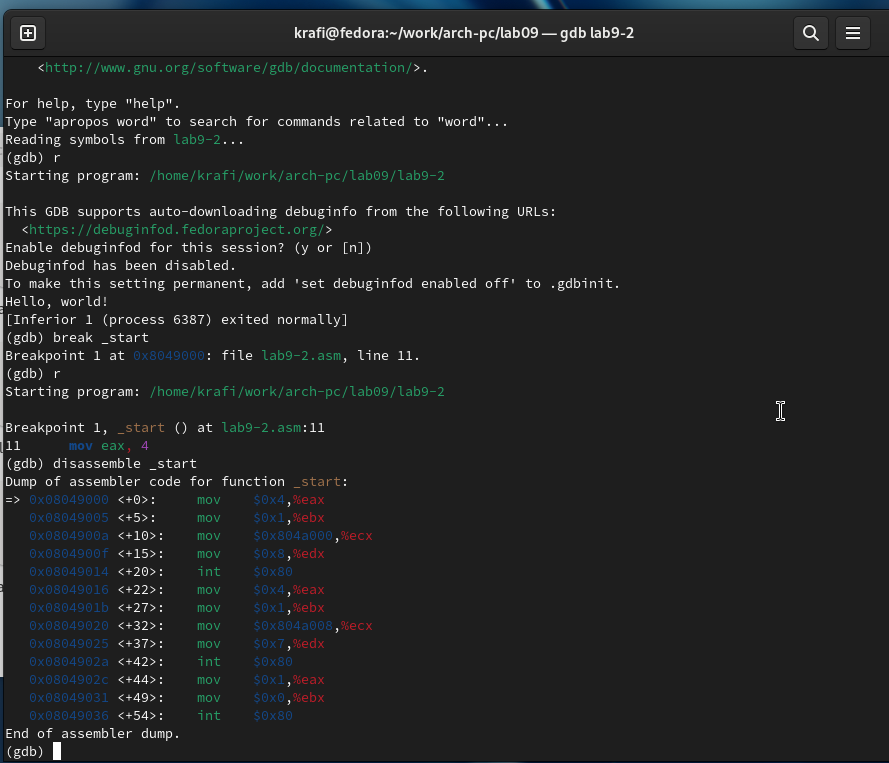 krafi@fedora:~/work/arch-pc/lab09 — gdb lab9-2
<http://www.gnu.org/software/gdb/documentation/>.
For help, type "help".
Type "apropos word" to search for commands related to "word"...
Reading symbols from lab9-2...
(gdb) r
Starting program: /home/krafi/work/arch-pc/lab09/lab9-2
This GDB supports auto-downloading debuginfo from the following URLs:
<https://debuginfod.fedoraproject.org/>
Enable debuginfod for this session? (y or [n])
Debuginfod has been disabled.
To make this setting permanent, add 'set debuginfod enabled off' to .gdbinit.
Hello, world!
[Inferior 1 (process 6387) exited normally]
(gdb) break _start
Breakpoint 1 at 0x8049000: file lab9-2.asm, line 11.
(gdb) r
Starting program: /home/krafi/work/arch-pc/lab09/lab9-2
Breakpoint 1, _start () at lab9-2.asm:11
11      mov eax, 4
(gdb) disassemble _start
Dump of assembler code for function _start:
=> 0x08049000 <+0>:     mov    $0x4,%eax
   0x08049005 <+5>:     mov    $0x1,%ebx
   0x0804900a <+10>:    mov    $0x804a000,%ecx
   0x0804900f <+15>:    mov    $0x8,%edx
   0x08049014 <+20>:    int    $0x80
   0x08049016 <+22>:    mov    $0x4,%eax
   0x0804901b <+27>:    mov    $0x1,%ebx
   0x08049020 <+32>:    mov    $0x804a008,%ecx
   0x08049025 <+37>:    mov    $0x7,%edx
   0x0804902a <+42>:    int    $0x80
   0x0804902c <+44>:    mov    $0x1,%eax
   0x08049031 <+49>:    mov    $0x0,%ebx
   0x08049036 <+54>:    int    $0x80
End of assembler dump.
(gdb)